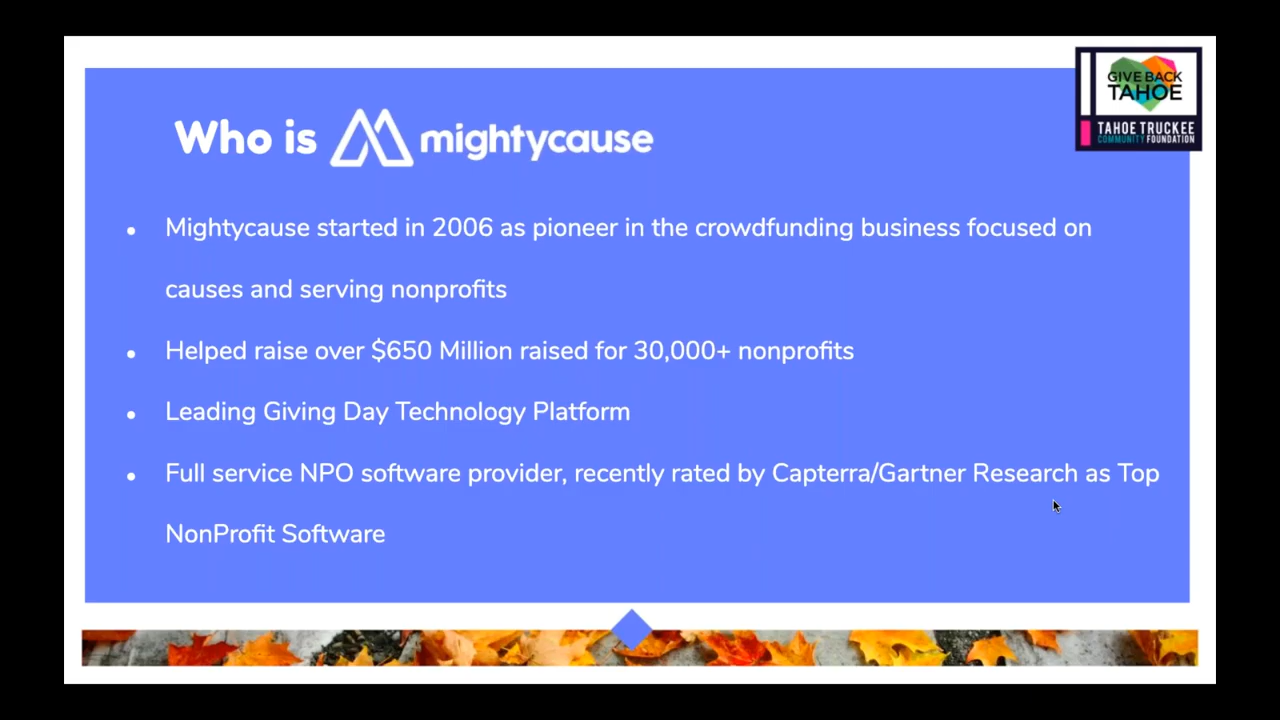 GIVE BACK
TAHOE
TAHOE TRUCKEE
COMMUNITY FOUNDATION
Who is mightycause
• Mightycause started in 2006 as pioneer in the crowdfunding business focused on
causes and serving nonprofits
• Helped raise over $650 Million raised for 30,000+ nonprofits
• Leading Giving Day Technology Platform
• Full service NPO software provider, recently rated by Capterra/Gartner Research as Top
NonProfit Software